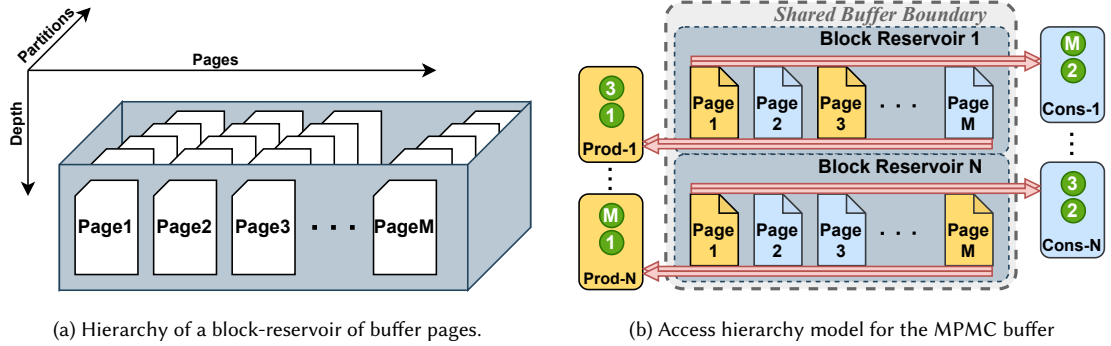 Partitions
Pages
Depth
Page1
Page2
Page3
. . .
PageM
(a) Hierarchy of a block-reservoir of buffer pages.
Shared Buffer Boundary
Block Reservoir 1
3
1
Prod-1
Page
1
Page
2
Page
3
. . .
Page
M
M
2
Cons-1
Block Reservoir N
M
1
Prod-N
Page
1
Page
2
Page
3
. . .
Page
M
3
2
Cons-N
(b) Access hierarchy model for the MPMC buffer